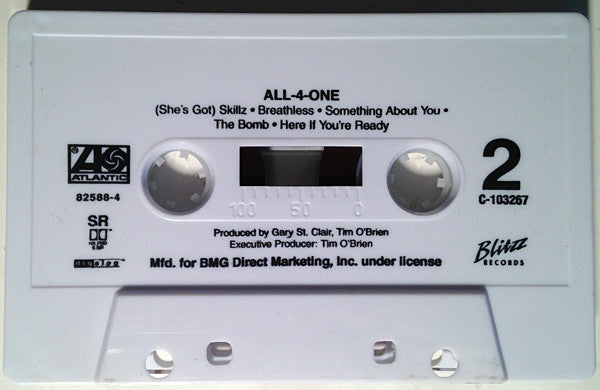 ALL-4-ONE
(She's Got) Skillz • Breathless • Something About You •
The Bomb • Here If You're Ready
ATLANTIC
82588-4
2
C-103267
SR
100 50 0
Produced by Gary St. Clair, Tim O'Brien
Executive Producer: Tim O'Brien
Mfd. for BMG Direct Marketing, Inc. under license
Blitzz
RECORDS